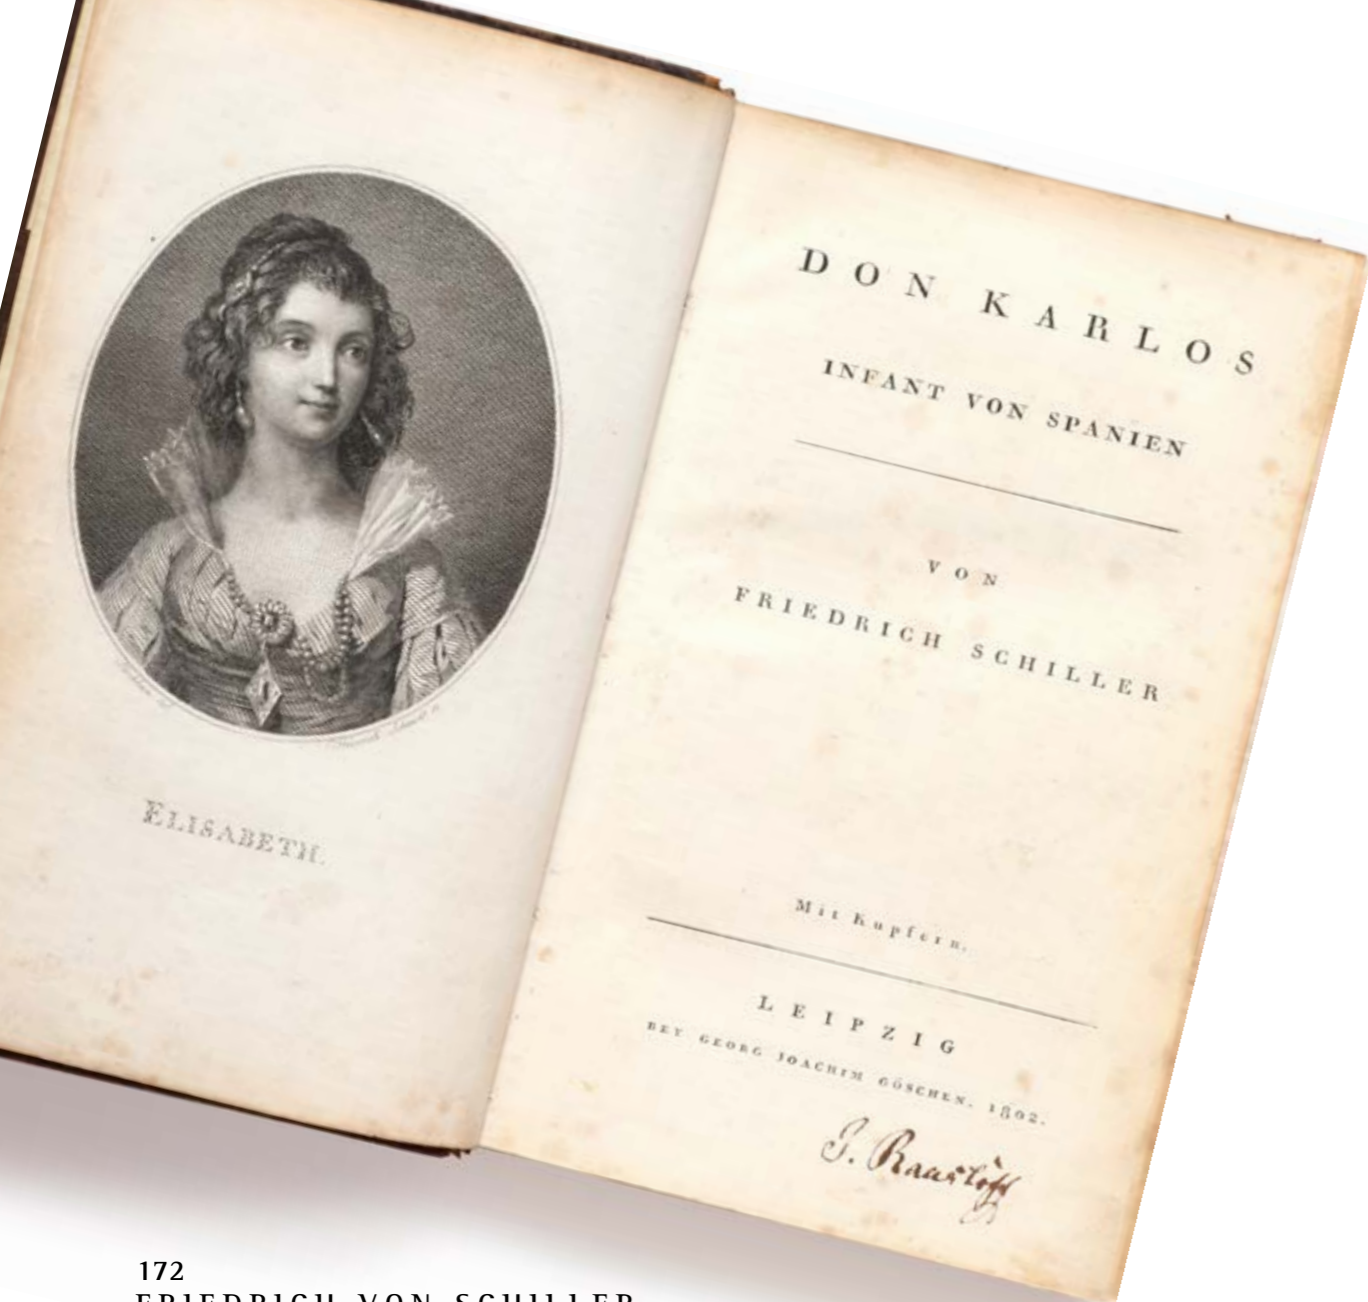 ELISABETH.
DON KARLOS
INFANT VON SPANIEN
VON
FRIEDRICH SCHILLER
Mit Kupfern.
LEIPZIG
BEY GEORG JOACHIM GÖSCHEN. 1802.
J. Raasløff
172
FRIEDRICH VON SCHILLER